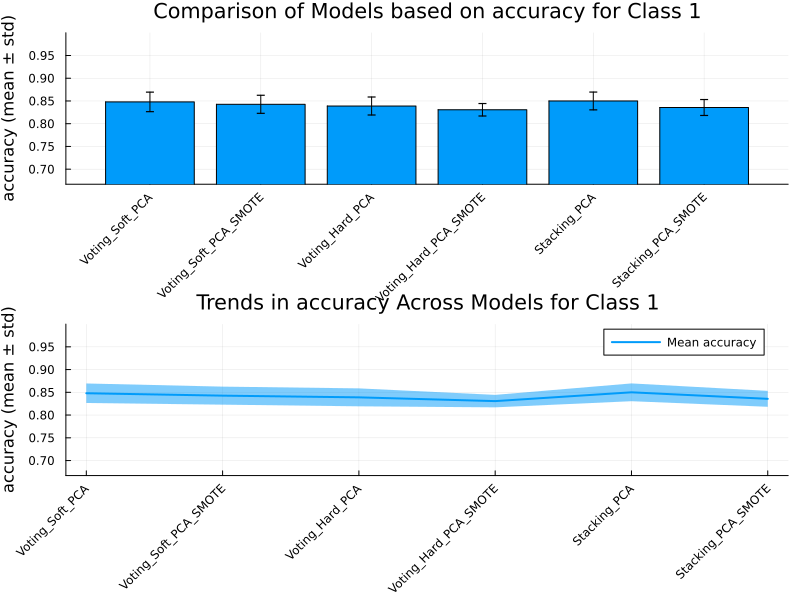 Comparison of Models based on accuracy for Class 1
accuracy (mean ± std)
0.95
0.90
0.85
0.80
0.75
0.70
Voting_Soft_PCA
Voting_Soft_PCA_SMOTE
Voting_Hard_PCA
Voting_Hard_PCA_SMOTE
Stacking_PCA
Stacking_PCA_SMOTE
Trends in accuracy Across Models for Class 1
accuracy (mean ± std)
Mean accuracy
0.95
0.90
0.85
0.80
0.75
0.70
Voting_Soft_PCA
Voting_Soft_PCA_SMOTE
Voting_Hard_PCA
Voting_Hard_PCA_SMOTE
Stacking_PCA
Stacking_PCA_SMOTE